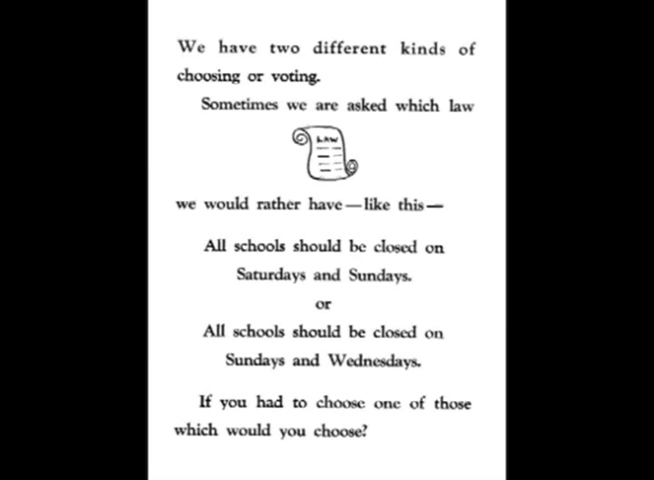 We have two different kinds of
choosing or voting.
Sometimes we are asked which law
LAW
we would rather have—like this—
All schools should be closed on
Saturdays and Sundays.
or
All schools should be closed on
Sundays and Wednesdays.
If you had to choose one of those
which would you choose?